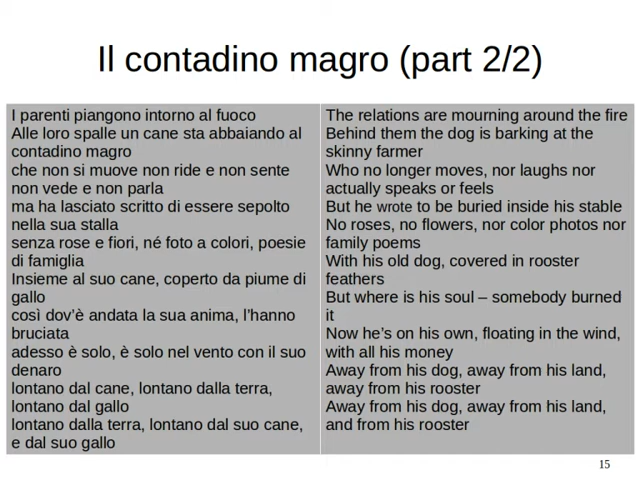 Il contadino magro (part 2/2)
I parenti piangono intorno al fuoco
Alle loro spalle un cane sta abbaiando al
contadino magro
che non si muove non ride e non sente
non vede e non parla
ma ha lasciato scritto di essere sepolto
nella sua stalla
senza rose e fiori, né foto a colori, poesie
di famiglia
Insieme al suo cane, coperto da piume di
gallo
così dov’è andata la sua anima, l’hanno
bruciata
adesso è solo, è solo nel vento con il suo
denaro
lontano dal cane, lontano dalla terra,
lontano dal gallo
lontano dalla terra, lontano dal suo cane,
e dal suo gallo
The relations are mourning around the fire
Behind them the dog is barking at the
skinny farmer
Who no longer moves, nor laughs nor
actually speaks or feels
But he wrote to be buried inside his stable
No roses, no flowers, nor color photos nor
family poems
With his old dog, covered in rooster
feathers
But where is his soul – somebody burned
it
Now he’s on his own, floating in the wind,
with all his money
Away from his dog, away from his land,
away from his rooster
Away from his dog, away from his land,
and from his rooster
15